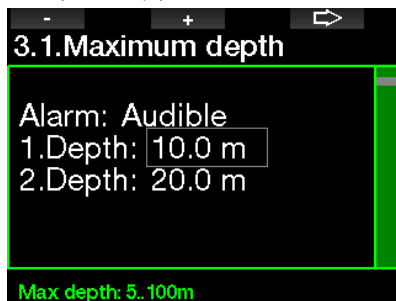 - +
3.1.Maximum depth
Alarm: Audible
1.Depth: 10.0 m
2.Depth: 20.0 m
Max depth: 5..100m